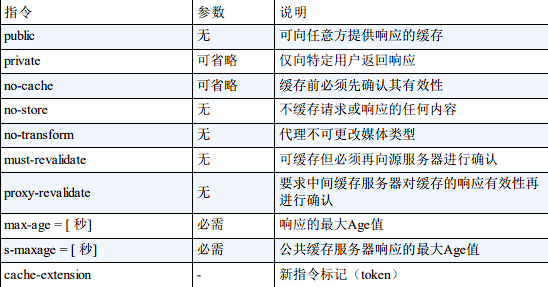 指令 参数 说明
public 无 可向任意方提供响应的缓存
private 可省略 仅向特定用户返回响应
no-cache 可省略 缓存前必须先确认其有效性
no-store 无 不缓存请求或响应的任何内容
no-transform 无 代理不可更改媒体类型
must-revalidate 无 可缓存但必须再向源服务器进行确认
proxy-revalidate 无 要求中间缓存服务器对缓存的响应有效性再
进行确认
max-age = [ 秒] 必需 响应的最大Age值
s-maxage = [ 秒] 必需 公共缓存服务器响应的最大Age值
cache-extension - 新指令标记（token）